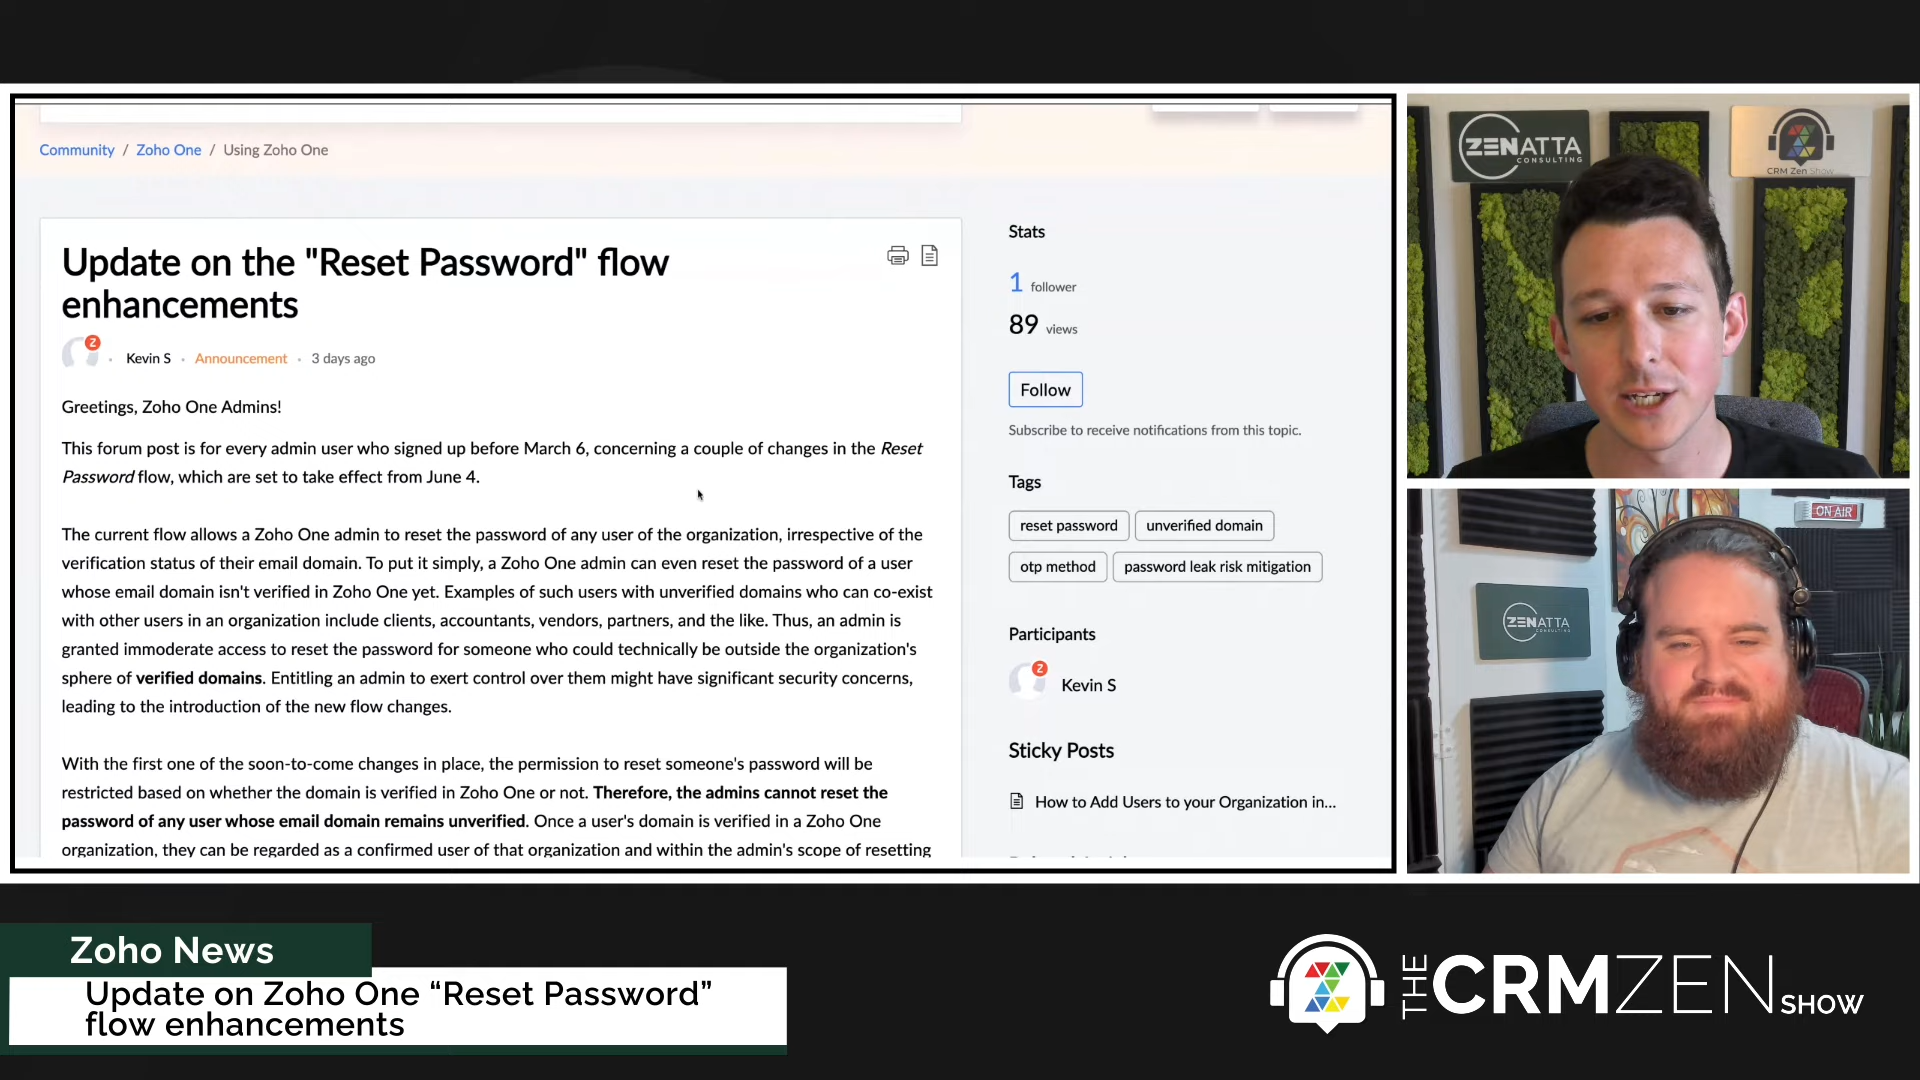 Community / Zoho One / Using Zoho One
Update on the "Reset Password" flow
enhancements
Z
Kevin S · Announcement · 3 days ago
Greetings, Zoho One Admins!
This forum post is for every admin user who signed up before March 6, concerning a couple of changes in the Reset
Password flow, which are set to take effect from June 4.
The current flow allows a Zoho One admin to reset the password of any user of the organization, irrespective of the
verification status of their email domain. To put it simply, a Zoho One admin can even reset the password of a user
whose email domain isn't verified in Zoho One yet. Examples of such users with unverified domains who can co-exist
with other users in an organization include clients, accountants, vendors, partners, and the like. Thus, an admin is
granted immoderate access to reset the password for someone who could technically be outside the organization's
sphere of verified domains. Entitling an admin to exert control over them might have significant security concerns,
leading to the introduction of the new flow changes.
With the first one of the soon-to-come changes in place, the permission to reset someone's password will be
restricted based on whether the domain is verified in Zoho One or not. Therefore, the admins cannot reset the
password of any user whose email domain remains unverified. Once a user's domain is verified in a Zoho One
organization, they can be regarded as a confirmed user of that organization and within the admin's scope of resetting
Stats
1 follower
89 views
Follow
Subscribe to receive notifications from this topic.
Tags
reset password
unverified domain
otp method
password leak risk mitigation
Participants
Z
Kevin S
Sticky Posts
How to Add Users to your Organization in...
ZENATTA
CONSULTING
CRM Zen Show
ON AIR
ZENATTA
CONSULTING
Zoho News
Update on Zoho One “Reset Password”
flow enhancements
THE CRMZEN SHOW